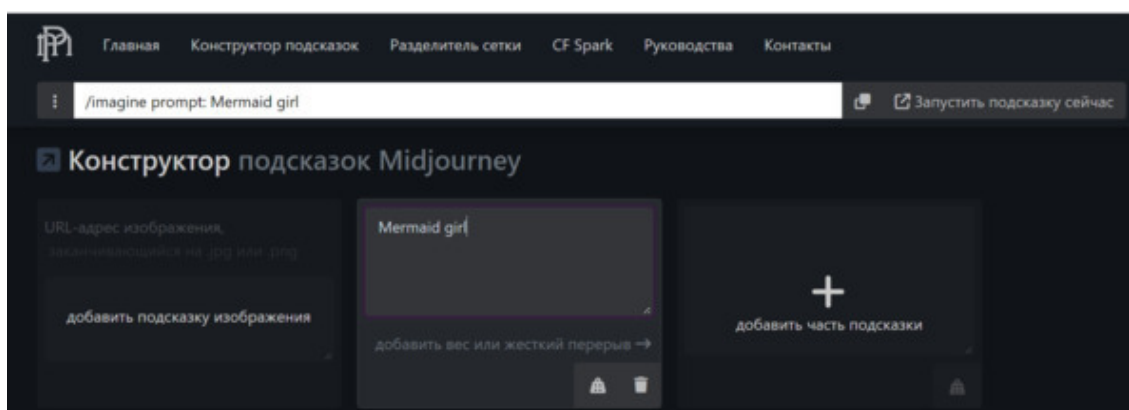 Главная Конструктор подсказок Разделитель сетки CF Spark Руководства Контакты
/imagine prompt: Mermaid girl
Запустить подсказку сейчас
Конструктор подсказок Midjourney
URL-адрес изображения,
заканчивающийся на .jpg или .png
добавить подсказку изображения
Mermaid girl
добавить вес или жесткий перерыв →
добавить часть подсказки